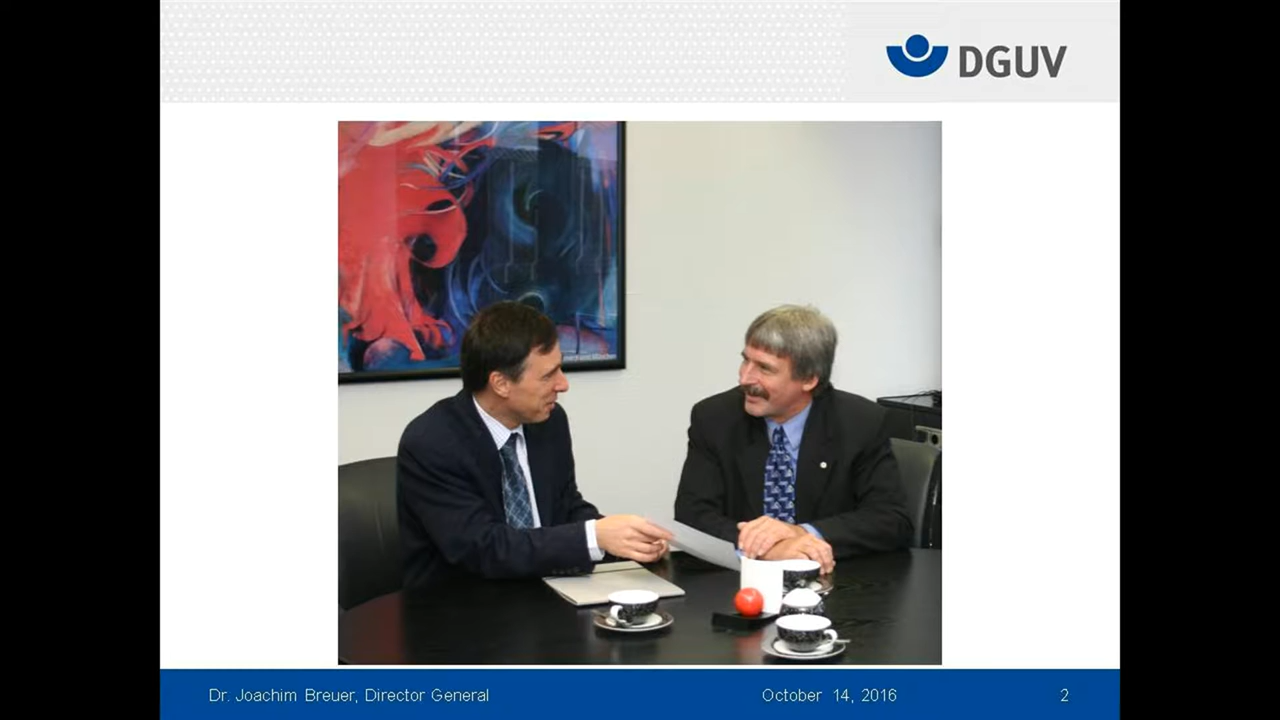 DGUV
Dr. Joachim Breuer, Director General
October 14, 2016
2